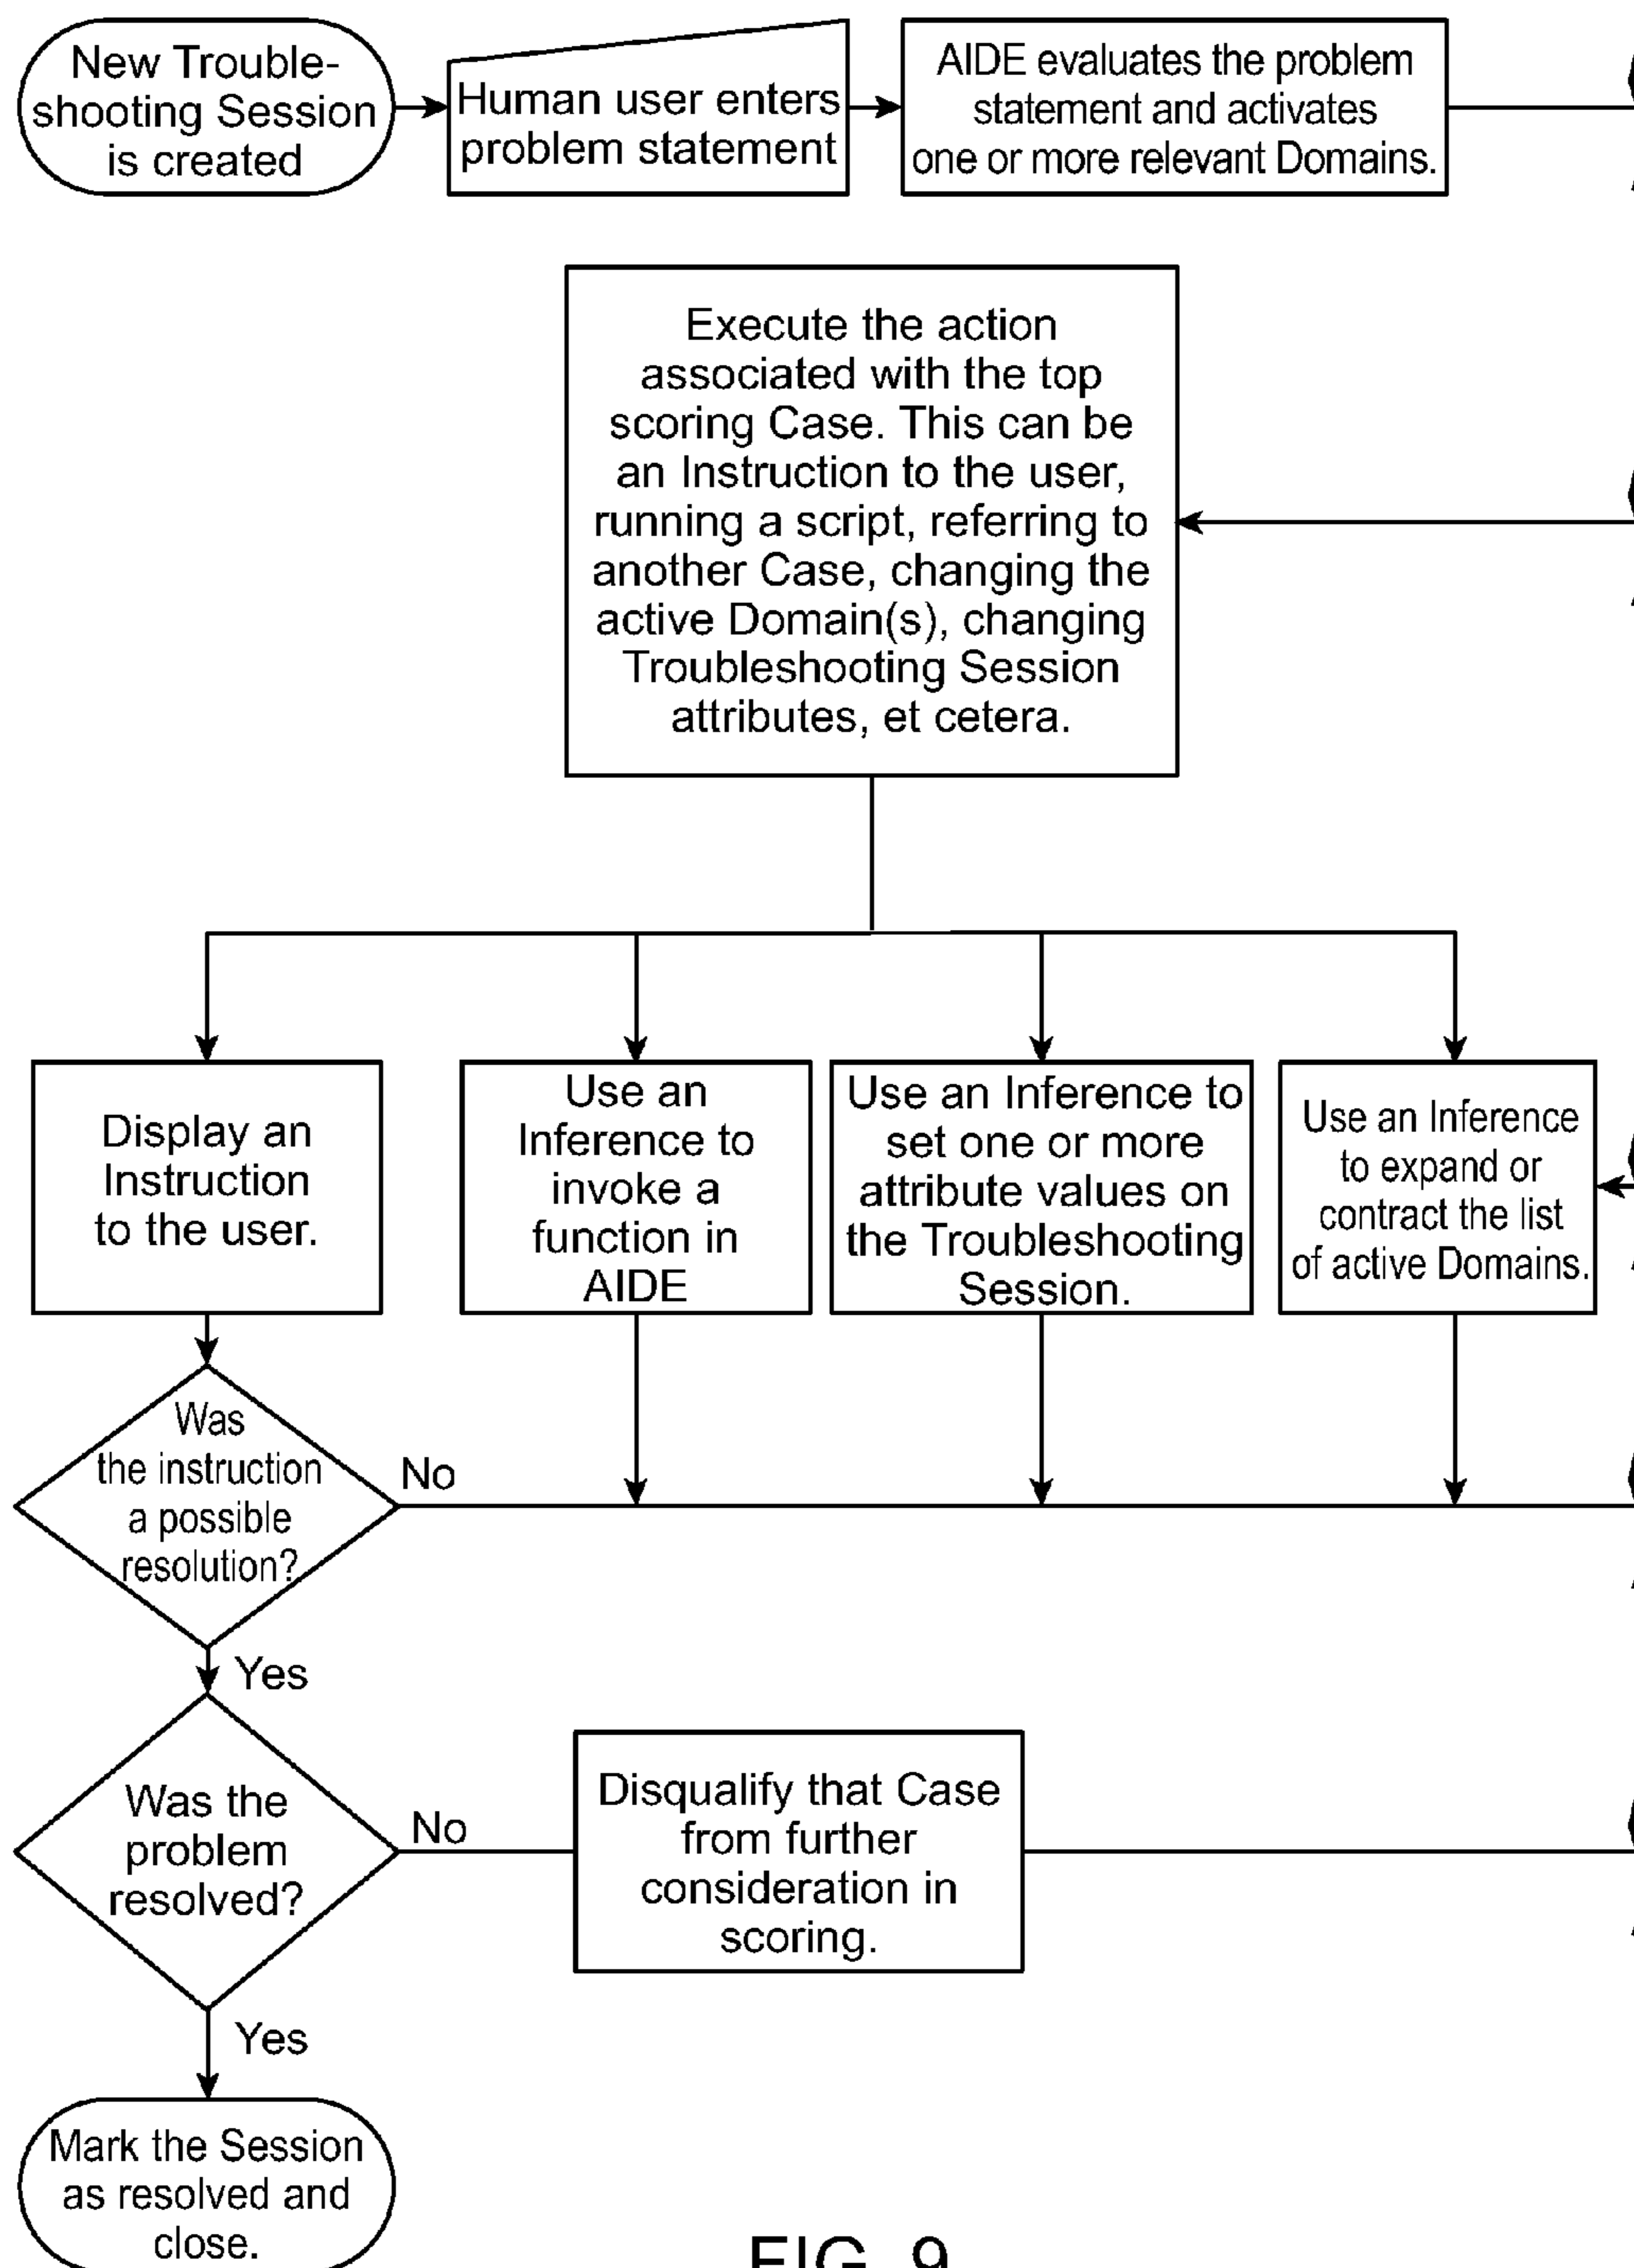 New Trouble-
shooting Session
is created
Human user enters
problem statement
AIDE evaluates the problem
statement and activates
one or more relevant Domains.
Execute the action
associated with the top
scoring Case. This can be
an Instruction to the user,
running a script, referring to
another Case, changing the
active Domain(s), changing
Troubleshooting Session
attributes, et cetera.
Display an
Instruction
to the user.
Use an
Inference to
invoke a
function in
AIDE
Use an Inference to
set one or more
attribute values on
the Troubleshooting
Session.
Use an Inference
to expand or
contract the list
of active Domains.
Was
the instruction
a possible
resolution?
No
Yes
Was the
problem
resolved?
No
Disqualify that Case
from further
consideration in
scoring.
Yes
Mark the Session
as resolved and
close.
FIG. 9